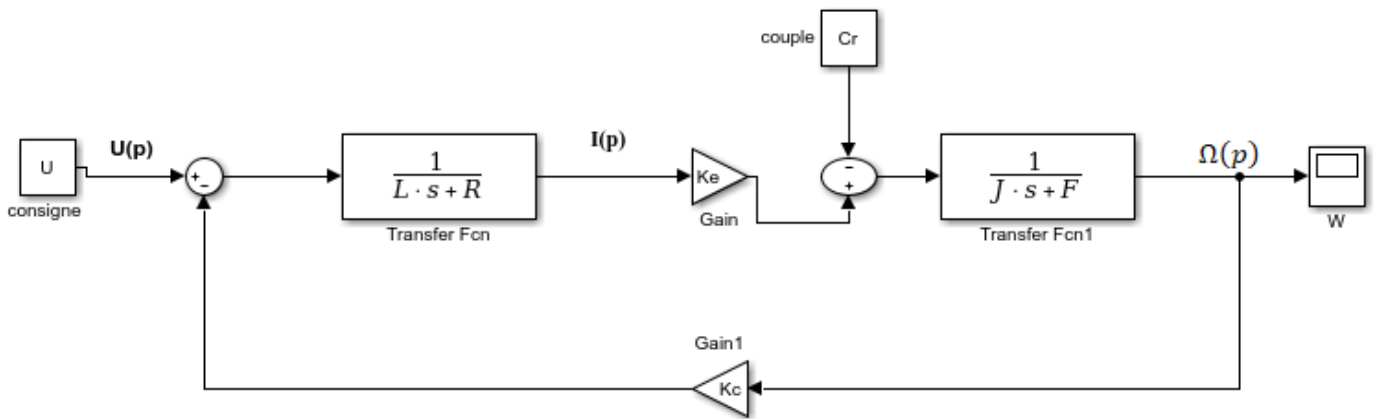 couple
Cr
U(p)
I(p)
Ω(p)
U
+
−
1
L · s + R
Ke
−
+
1
J · s + F
consigne
Transfer Fcn
Gain
Transfer Fcn1
W
Gain1
Kc